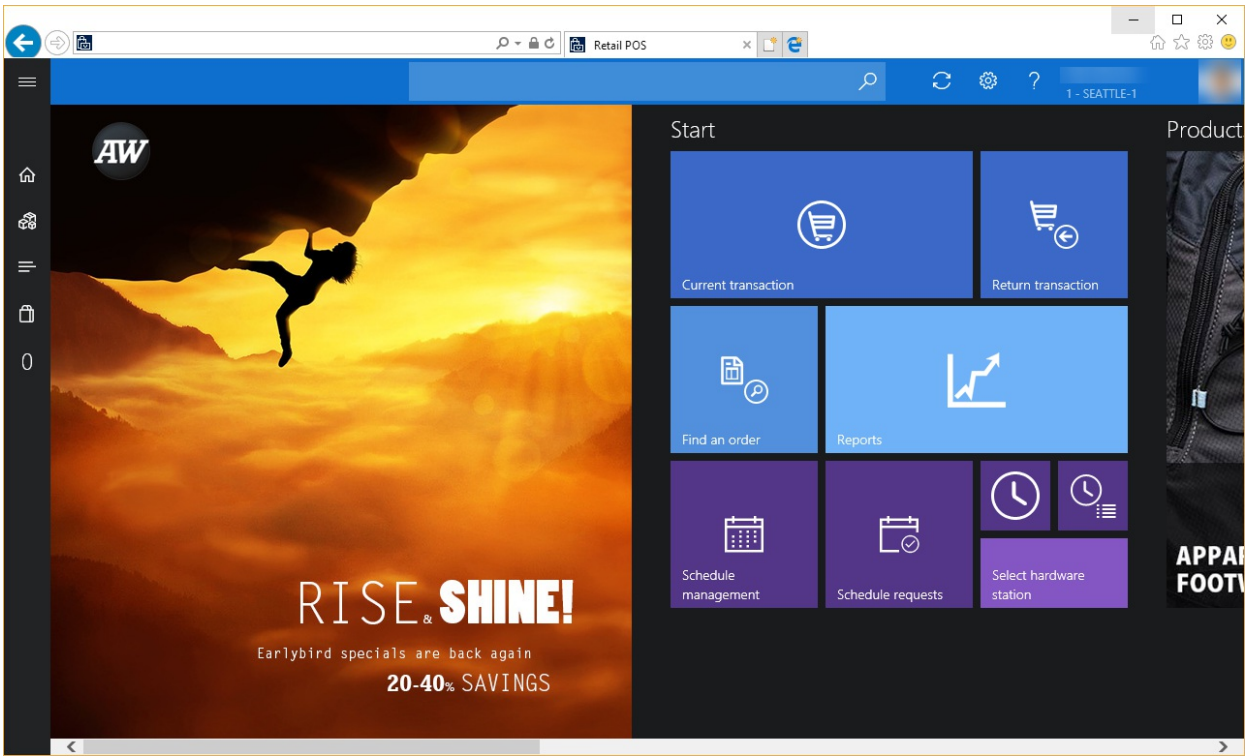 Retail POS
?
1 - SEATTLE-1
AW
Start
Product
Current transaction
Return transaction
Find an order
Reports
Schedule
management
Schedule requests
Select hardware
station
0
RISE & SHINE!
Earlybird specials are back again
20-40% SAVINGS
APPAR
FOOTW